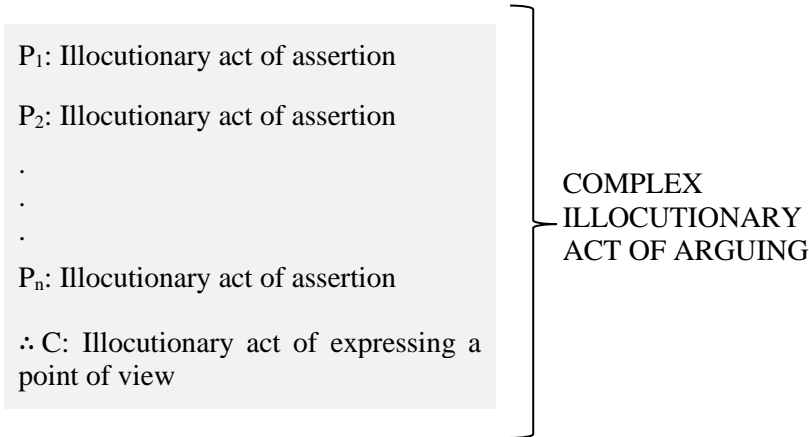 P₁: Illocutionary act of assertion
P₂: Illocutionary act of assertion
.
.
.
Pₙ: Illocutionary act of assertion
∴ C: Illocutionary act of expressing a
point of view
COMPLEX
ILLOCUTIONARY
ACT OF ARGUING